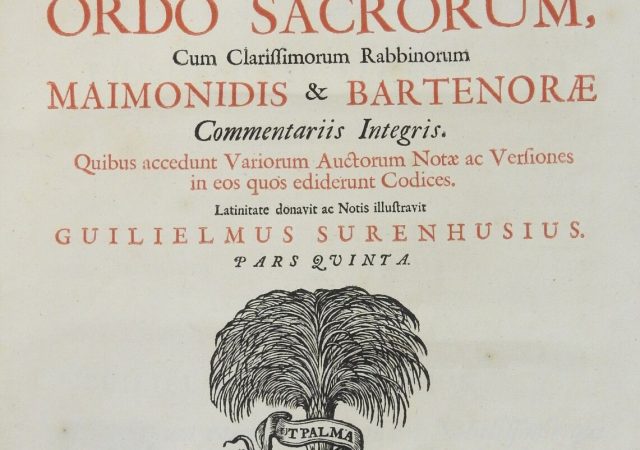 ORDO SACRORUM,
Cum Clariſſimorum Rabbinorum
MAIMONIDIS & BARTENORÆ
Commentariis Integris.
Quibus accedunt Variorum Auctorum Notæ ac Verſiones
in eos quos ediderunt Codices.
Latinitate donavit ac Notis illuſtravit
GUILIELMUS SURENHUSIUS.
PARS QVINTA.
UT PALMA